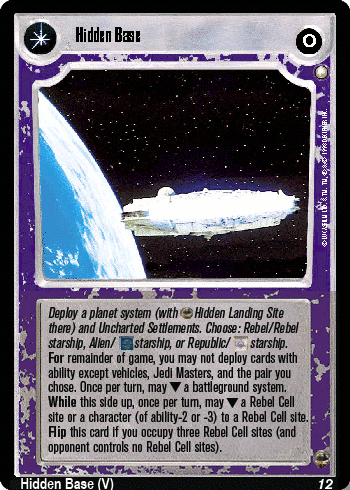 Hidden Base
Deploy a planet system (with Hidden Landing Site
there) and Uncharted Settlements. Choose: Rebel/Rebel
starship, Alien/ starship, or Republic/ starship.
For remainder of game, you may not deploy cards with
ability except vehicles, Jedi Masters, and the pair you
chose. Once per turn, may ▼ a battleground system.
While this side up, once per turn, may ▼ a Rebel Cell
site or a character (of ability-2 or -3) to a Rebel Cell site.
Flip this card if you occupy three Rebel Cell sites (and
opponent controls no Rebel Cell sites).
Hidden Base (V) 12